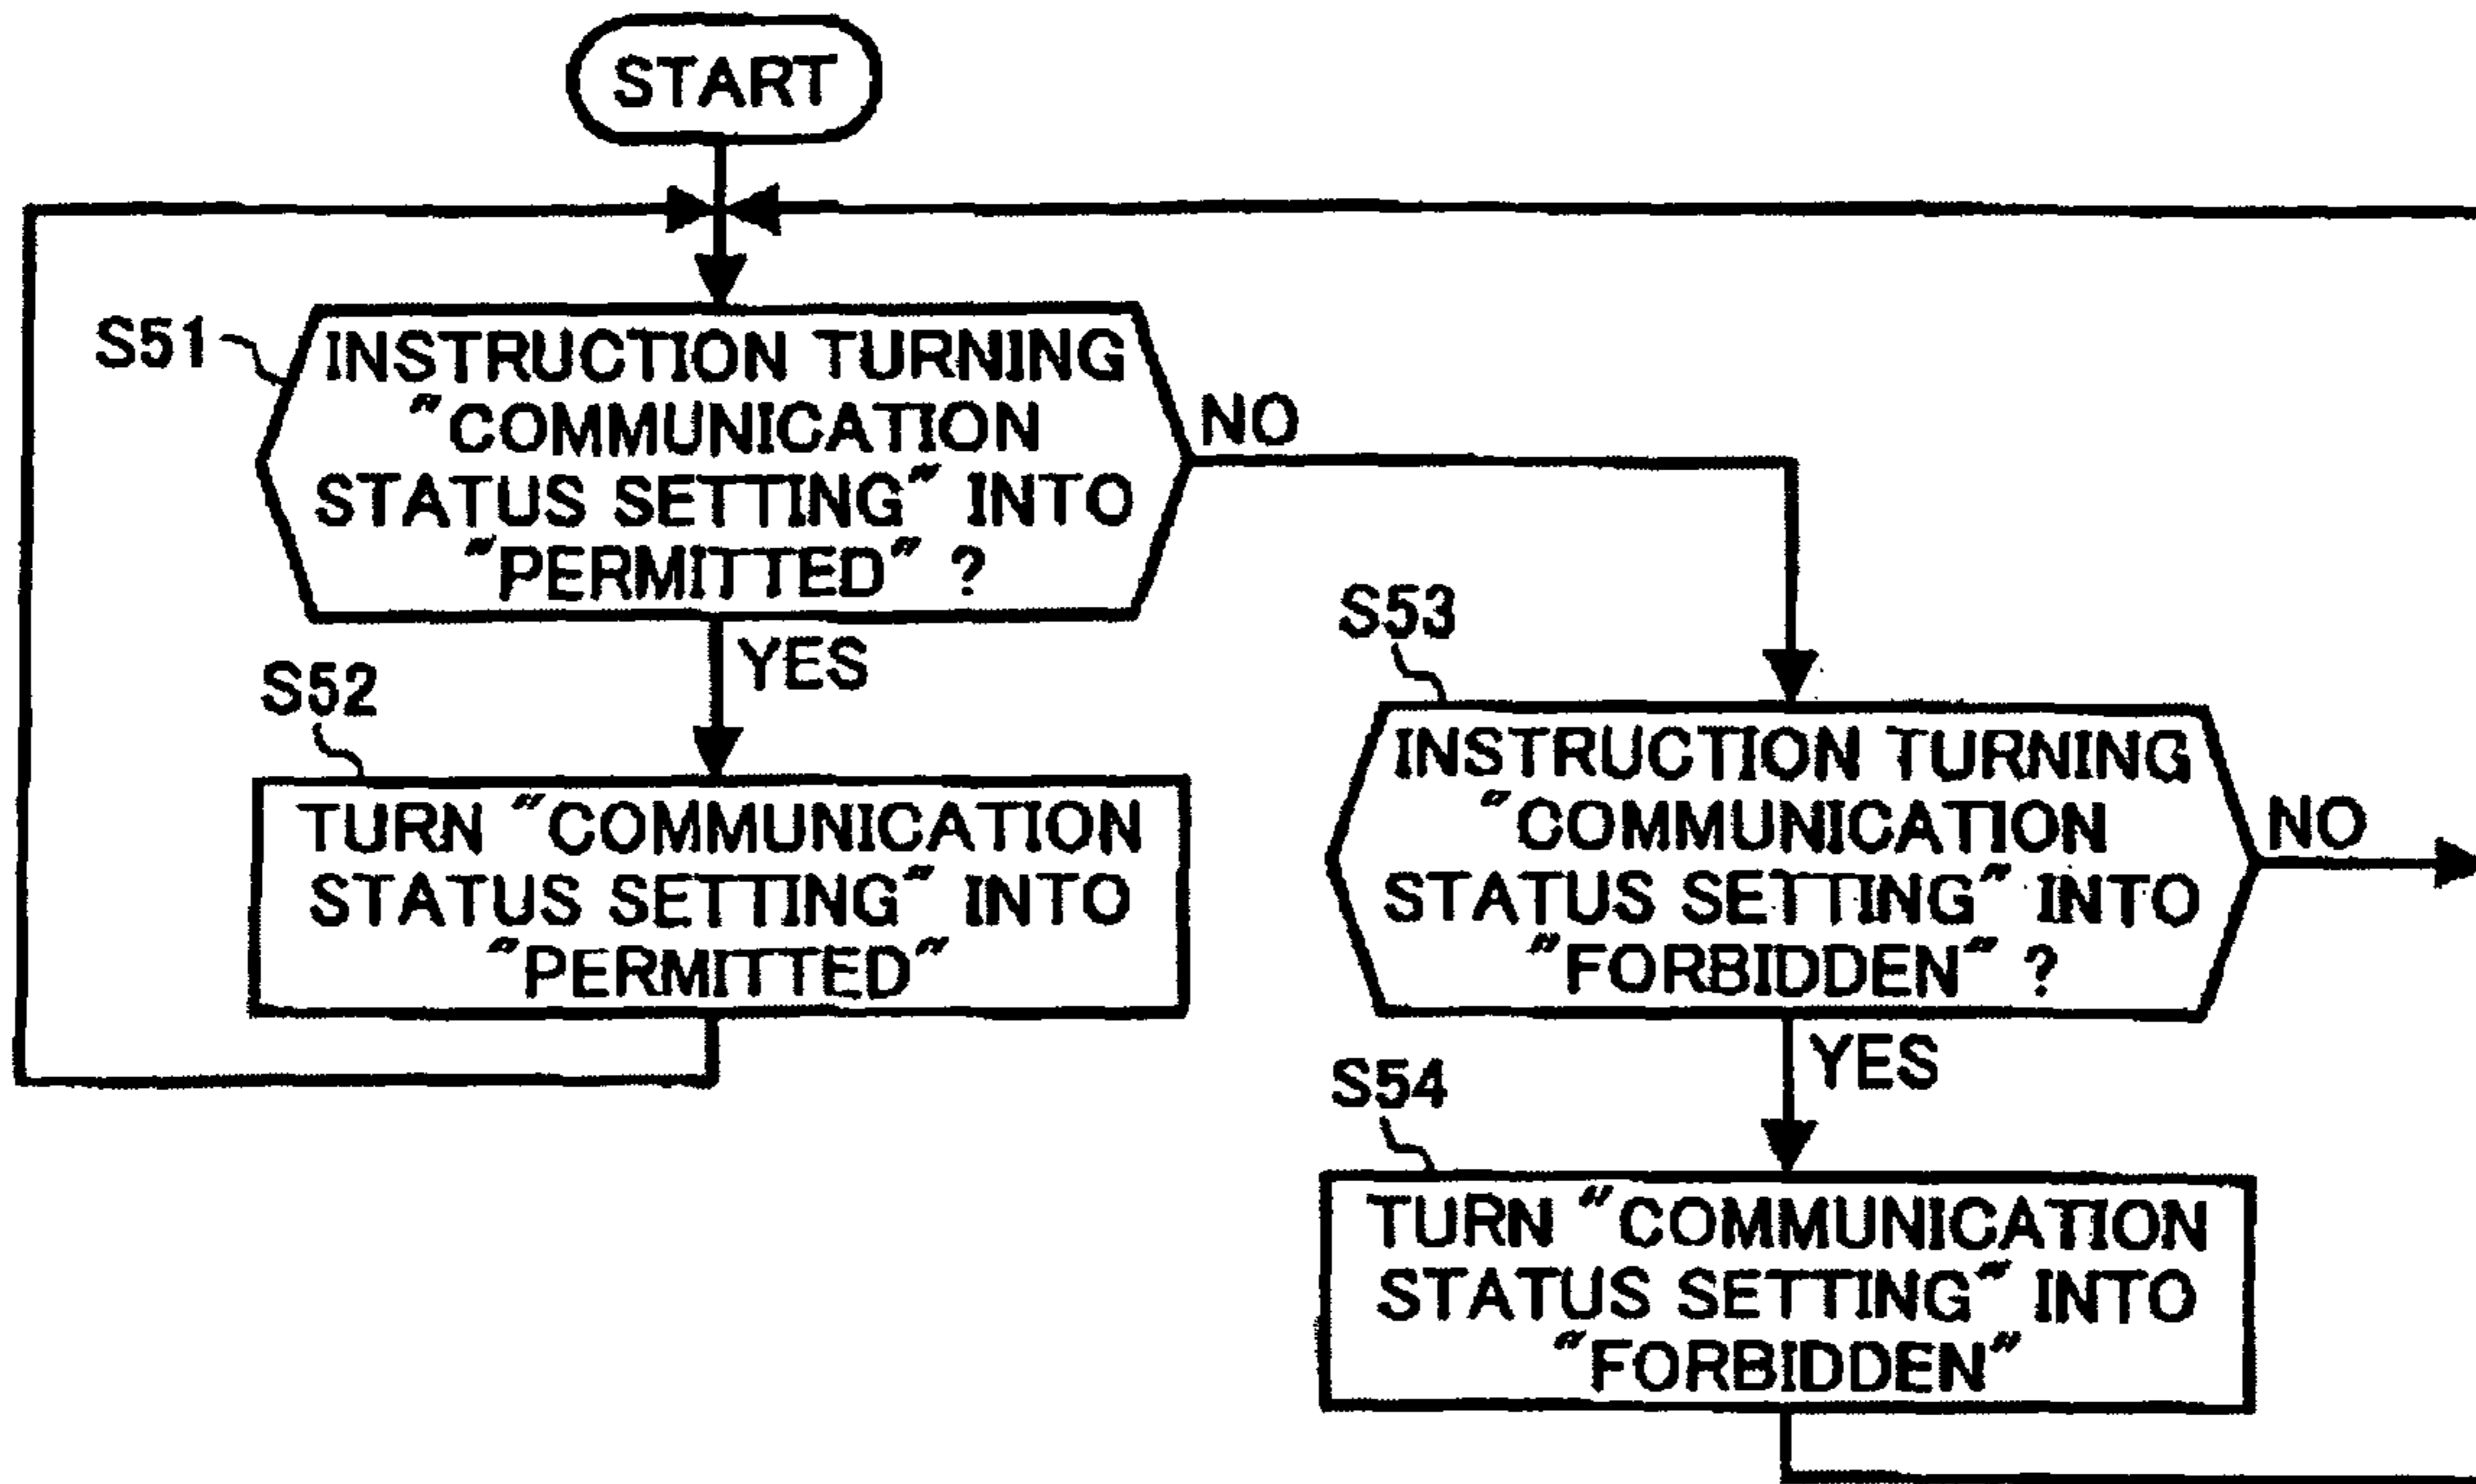 START
S51
INSTRUCTION TURNING
"COMMUNICATION
STATUS SETTING" INTO
"PERMITTED" ?
NO
YES
S52
TURN "COMMUNICATION
STATUS SETTING" INTO
"PERMITTED"
S53
INSTRUCTION TURNING
"COMMUNICATION
STATUS SETTING" INTO
"FORBIDDEN" ?
NO
YES
S54
TURN "COMMUNICATION
STATUS SETTING" INTO
"FORBIDDEN"